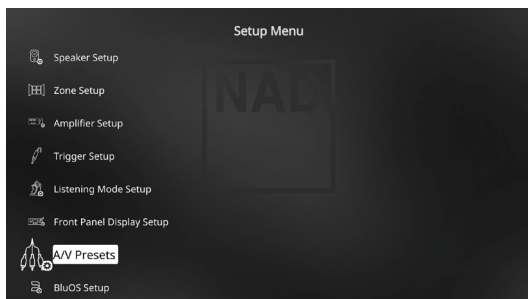 Setup Menu
Speaker Setup
Zone Setup
Amplifier Setup
Trigger Setup
Listening Mode Setup
Front Panel Display Setup
A/V Presets
BluOS Setup
NAD